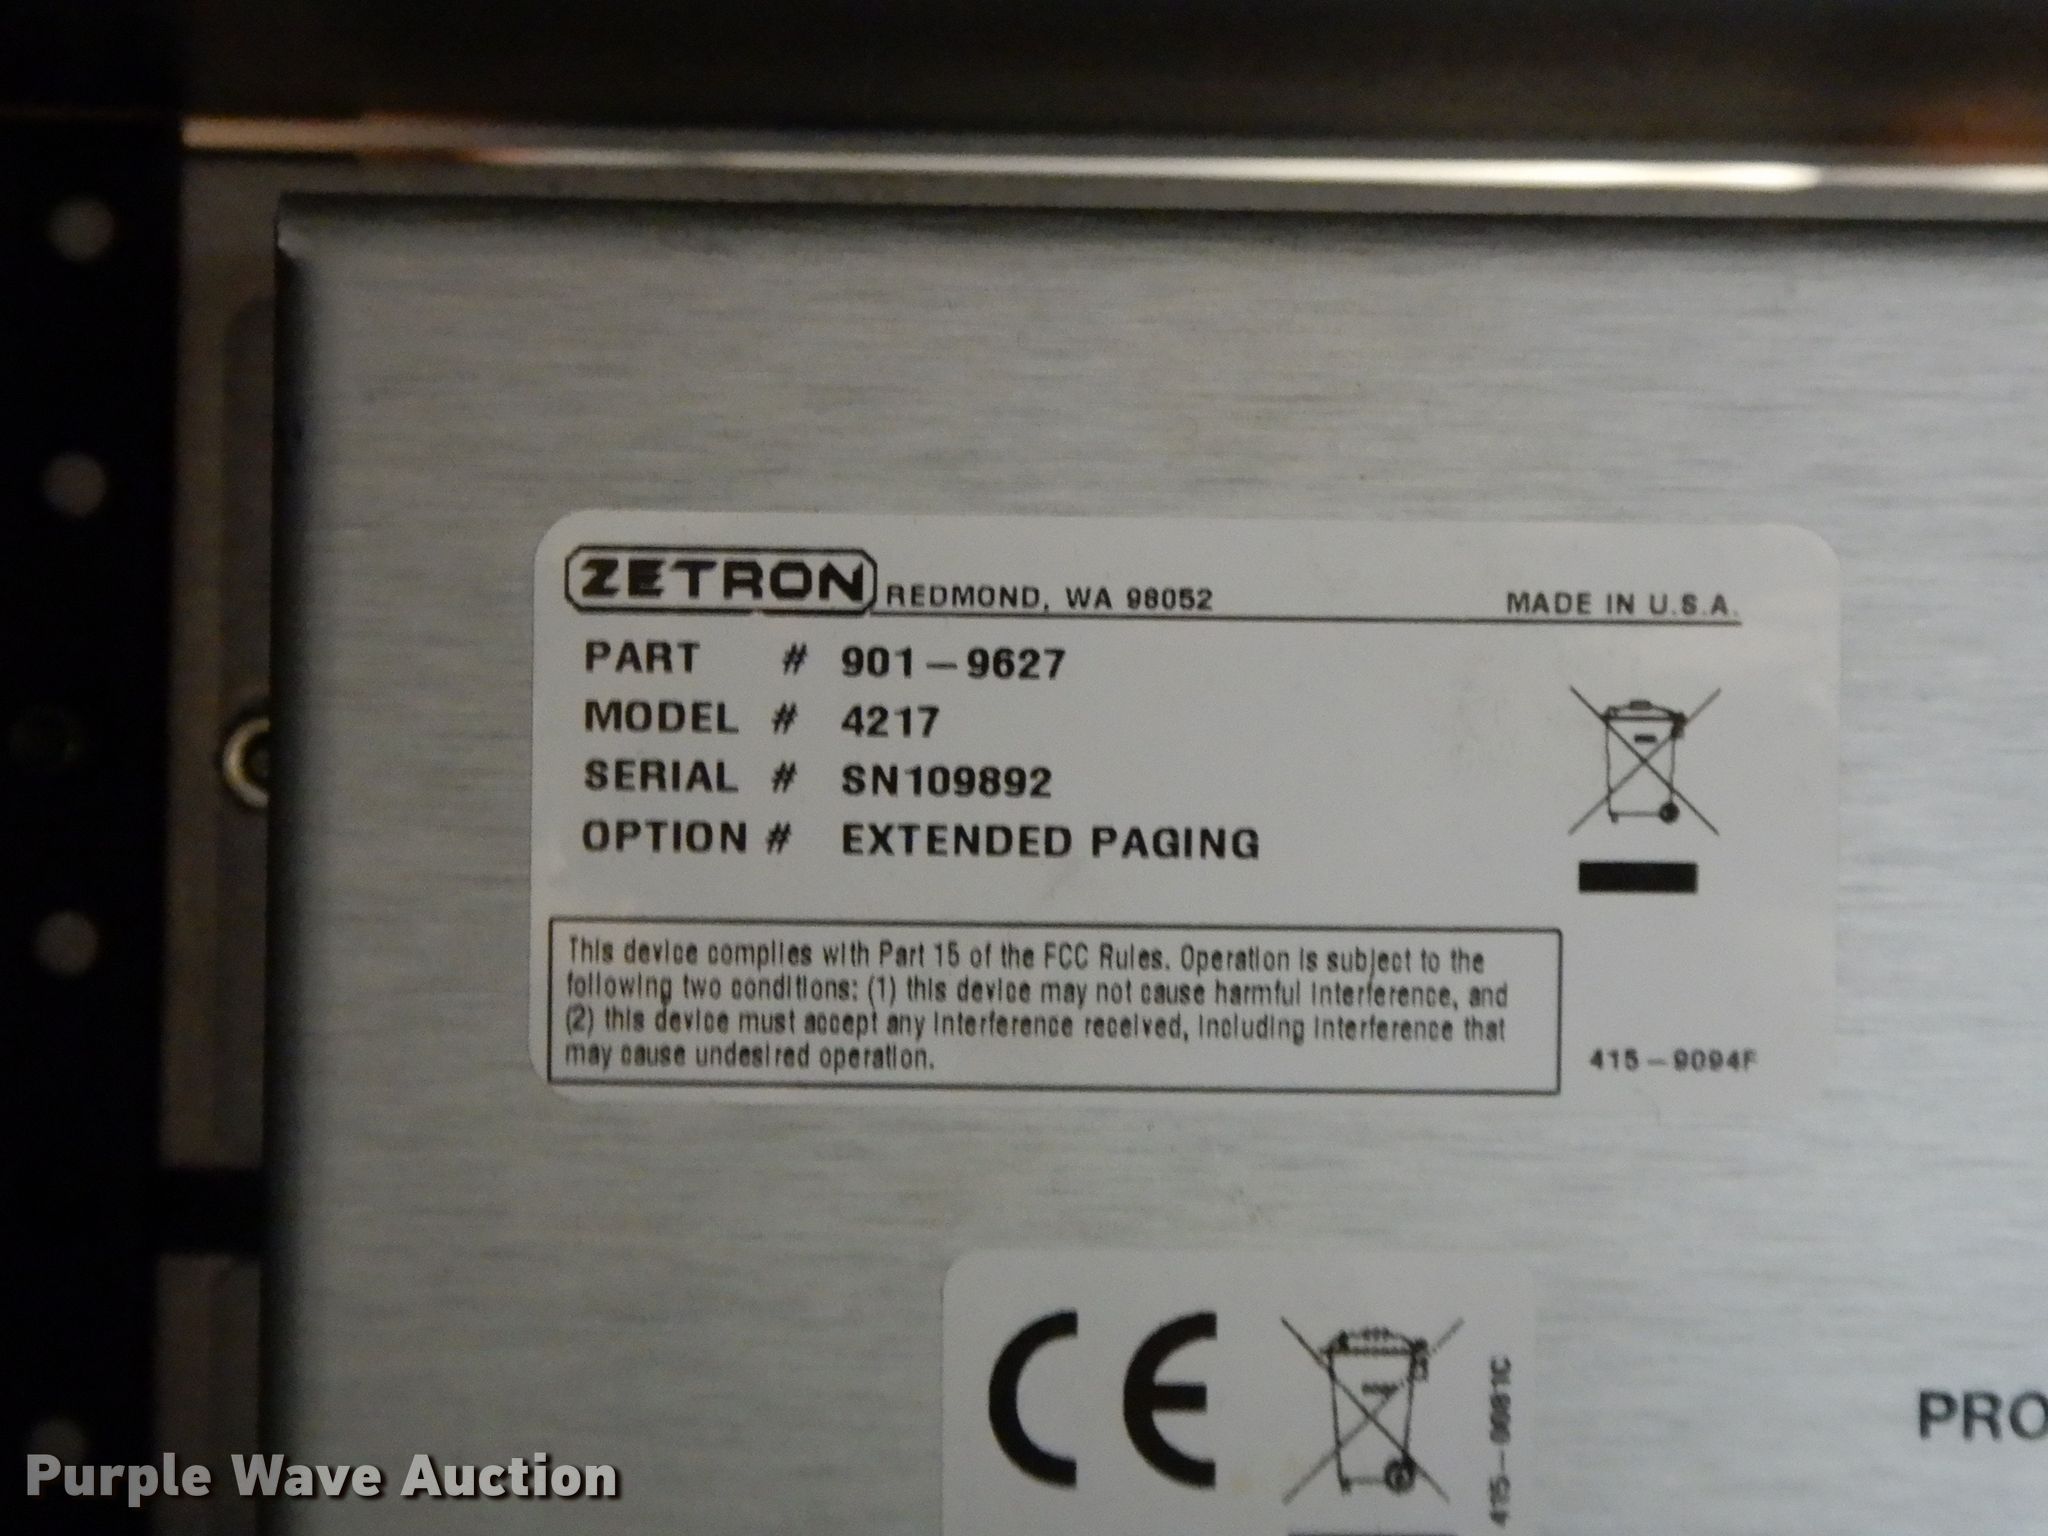 ZETRON REDMOND, WA 98052 MADE IN U.S.A.
PART # 901-9627
MODEL # 4217
SERIAL # SN109892
OPTION # EXTENDED PAGING
This device complies with Part 15 of the FCC Rules. Operation is subject to the
following two conditions: (1) this device may not cause harmful interference, and
(2) this device must accept any interference received, including interference that
may cause undesired operation.
415-9094F
CE
415-0081C
PRO
Purple Wave Auction